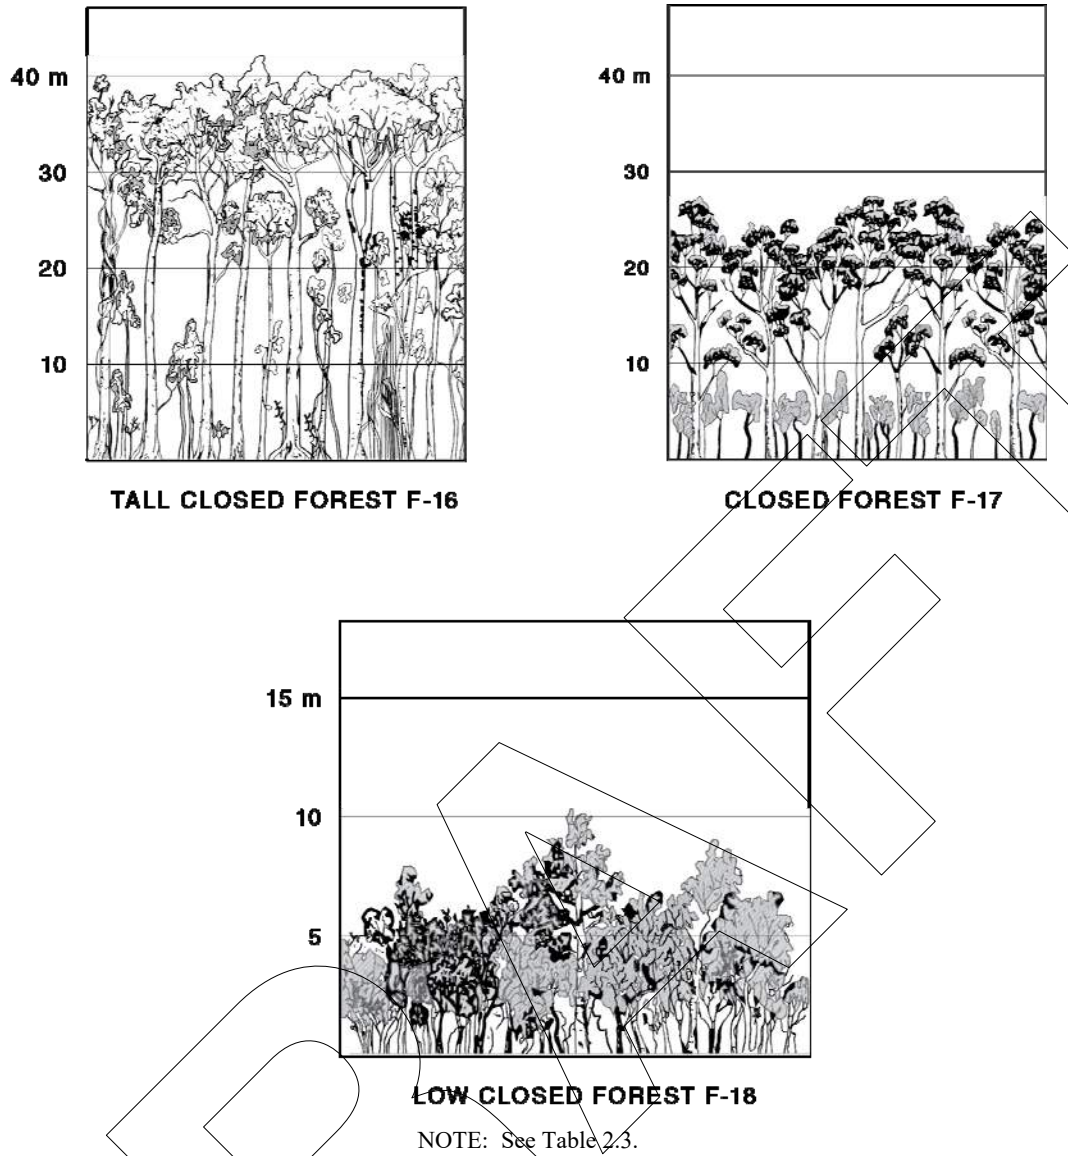 40 m
30
20
10
TALL CLOSED FOREST F-16
40 m
30
20
10
CLOSED FOREST F-17
15 m
10
5
LOW CLOSED FOREST F-18
NOTE: See Table 2.3.
DRAFT